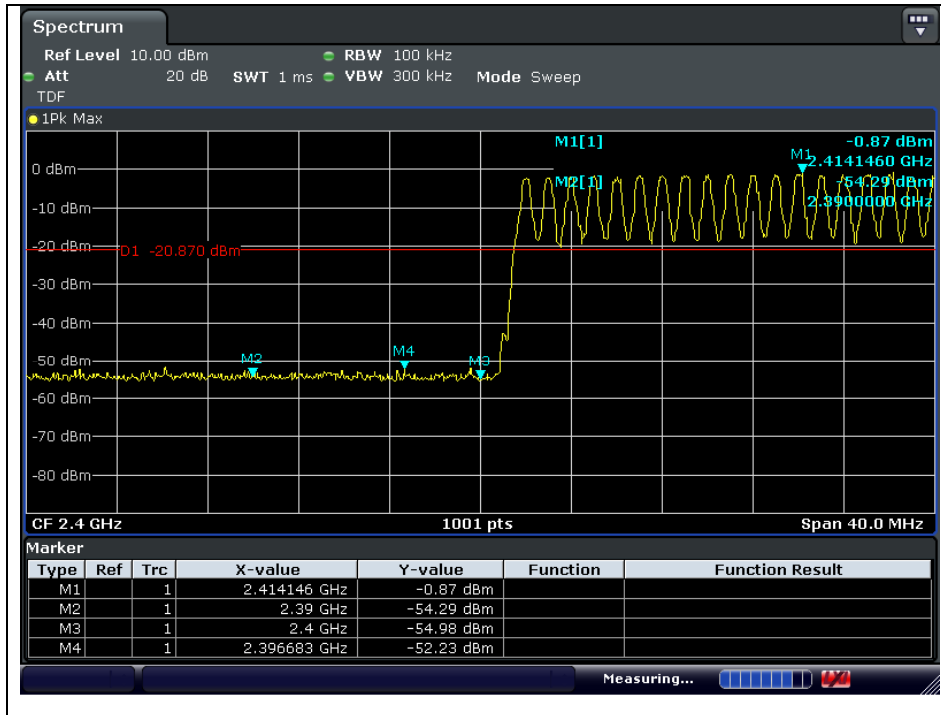 Spectrum
Ref Level 10.00 dBm RBW 100 kHz
Att 20 dB SWT 1 ms VBW 300 kHz Mode Sweep
TDF
1Pk Max
M1[1] -0.87 dBm
M1
2.4141460 GHz
0 dBm
M2[1] -54.29 dBm
2.3900000 GHz
-10 dBm
-20 dBm
D1 -20.870 dBm
-30 dBm
-40 dBm
M4
M2
M3
-50 dBm
-60 dBm
-70 dBm
-80 dBm
CF 2.4 GHz 1001 pts Span 40.0 MHz
Marker
Type Ref Trc X-value Y-value Function Function Result
M1 1 2.414146 GHz -0.87 dBm
M2 1 2.39 GHz -54.29 dBm
M3 1 2.4 GHz -54.98 dBm
M4 1 2.396683 GHz -52.23 dBm
Measuring...